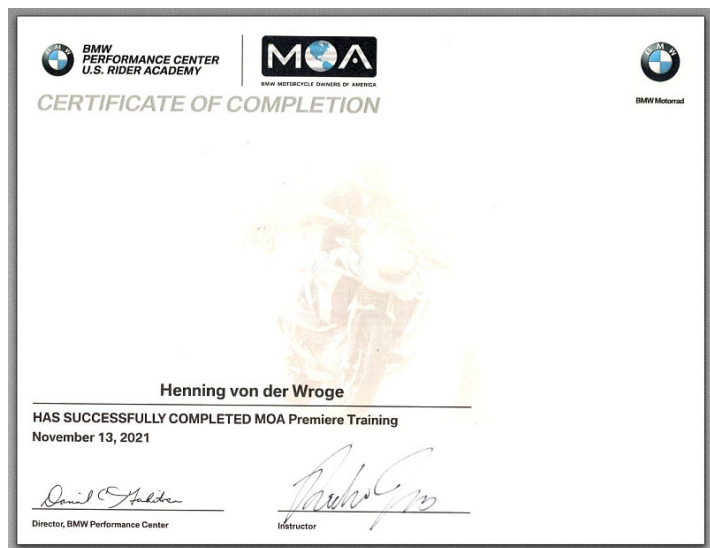 BMW
PERFORMANCE CENTER
U.S. RIDER ACADEMY
MOA
BMW MOTORCYCLE OWNERS OF AMERICA
BMW
BMW Motorrad
CERTIFICATE OF COMPLETION
Henning von der Wroge
HAS SUCCESSFULLY COMPLETED MOA Premiere Training
November 13, 2021
Director, BMW Performance Center
Instructor